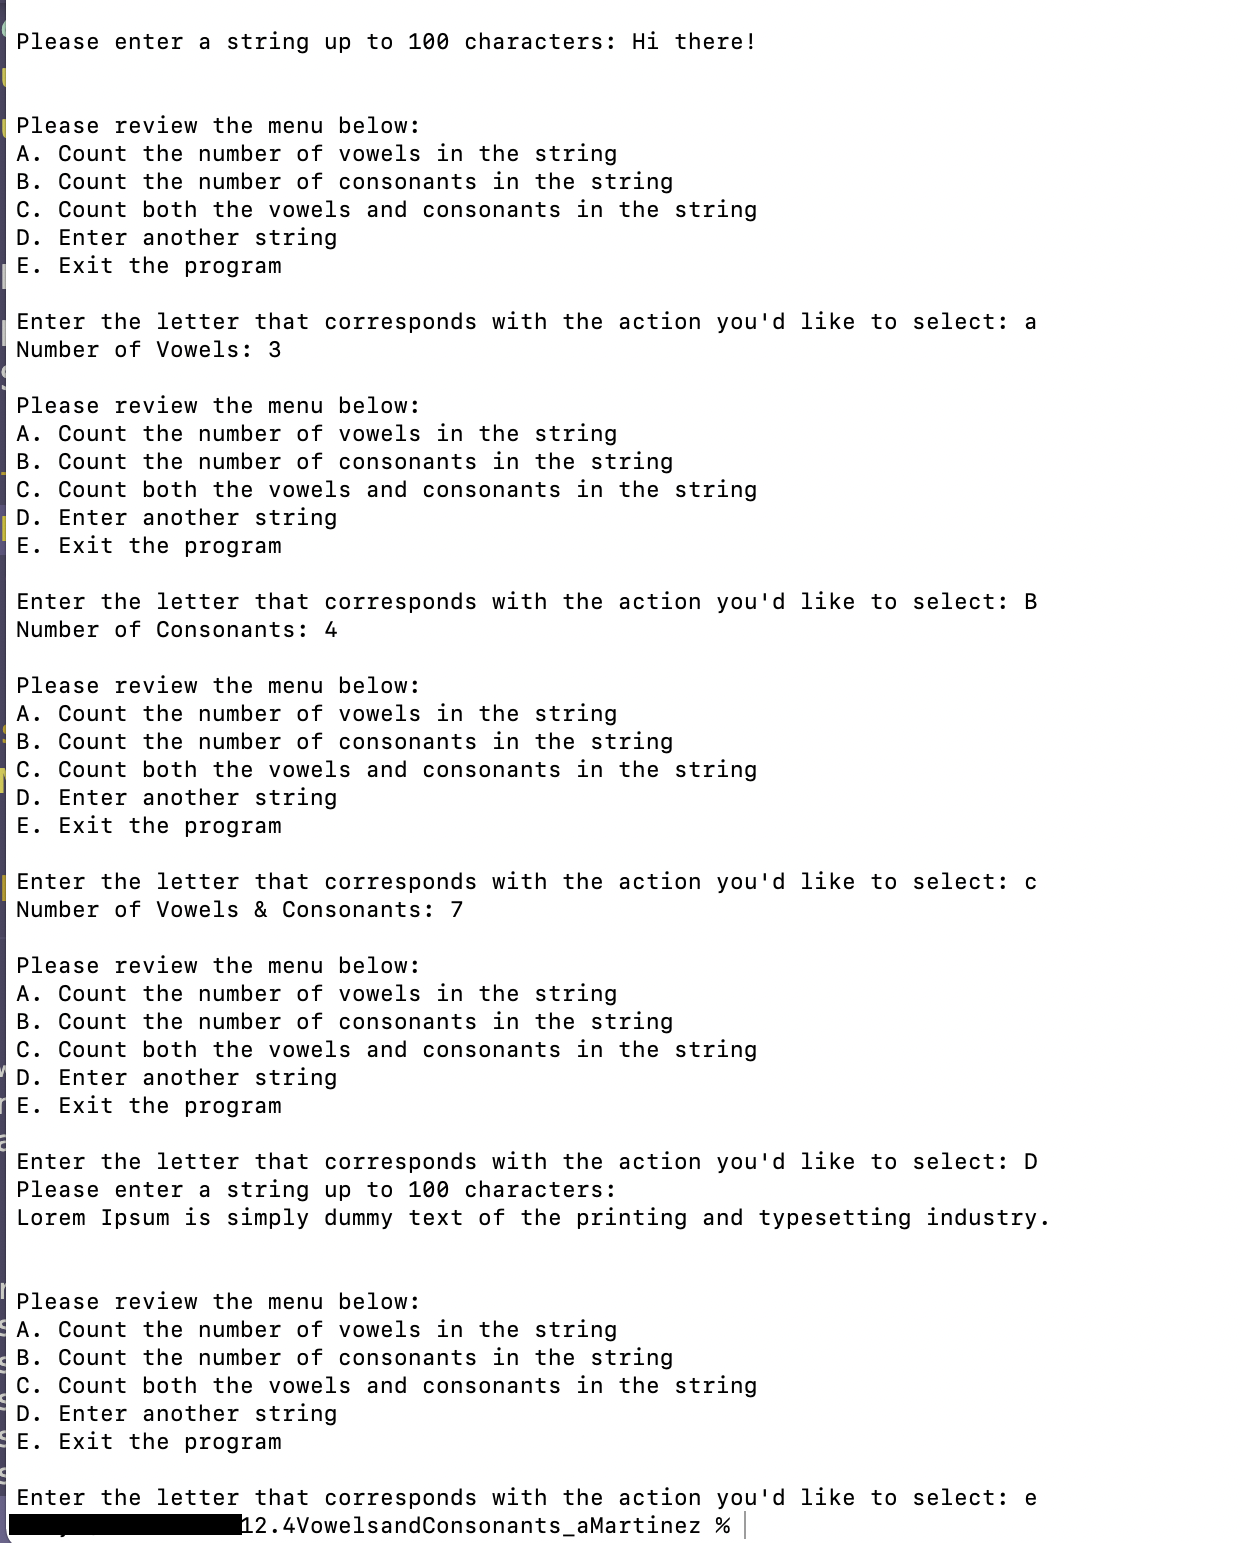 Please enter a string up to 100 characters: Hi there!
Please review the menu below:
A. Count the number of vowels in the string
B. Count the number of consonants in the string
C. Count both the vowels and consonants in the string
D. Enter another string
E. Exit the program
Enter the letter that corresponds with the action you'd like to select: a
Number of Vowels: 3
Please review the menu below:
A. Count the number of vowels in the string
B. Count the number of consonants in the string
C. Count both the vowels and consonants in the string
D. Enter another string
E. Exit the program
Enter the letter that corresponds with the action you'd like to select: B
Number of Consonants: 4
Please review the menu below:
A. Count the number of vowels in the string
B. Count the number of consonants in the string
C. Count both the vowels and consonants in the string
D. Enter another string
E. Exit the program
Enter the letter that corresponds with the action you'd like to select: c
Number of Vowels & Consonants: 7
Please review the menu below:
A. Count the number of vowels in the string
B. Count the number of consonants in the string
C. Count both the vowels and consonants in the string
D. Enter another string
E. Exit the program
Enter the letter that corresponds with the action you'd like to select: D
Please enter a string up to 100 characters:
Lorem Ipsum is simply dummy text of the printing and typesetting industry.
Please review the menu below:
A. Count the number of vowels in the string
B. Count the number of consonants in the string
C. Count both the vowels and consonants in the string
D. Enter another string
E. Exit the program
Enter the letter that corresponds with the action you'd like to select: e
12.4VowelsandConsonants_aMartinez %